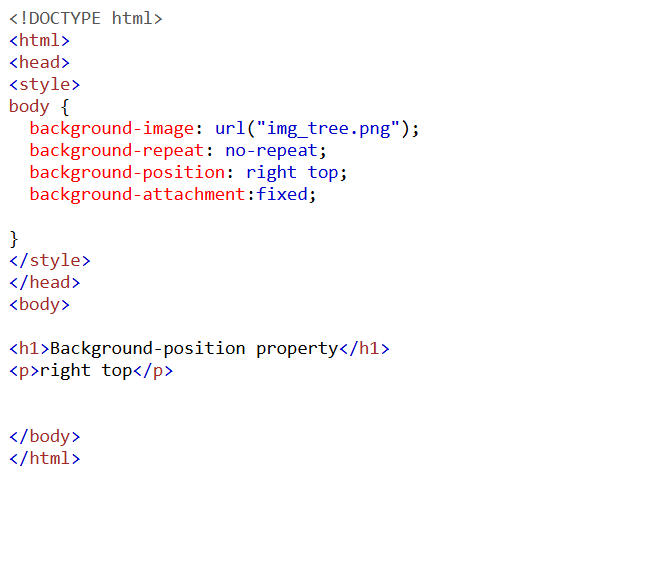 <!DOCTYPE html>
<html>
<head>
<style>
body {
  background-image: url("img_tree.png");
  background-repeat: no-repeat;
  background-position: right top;
  background-attachment:fixed;

}
</style>
</head>
<body>

<h1>Background-position property</h1>
<p>right top</p>


</body>
</html>